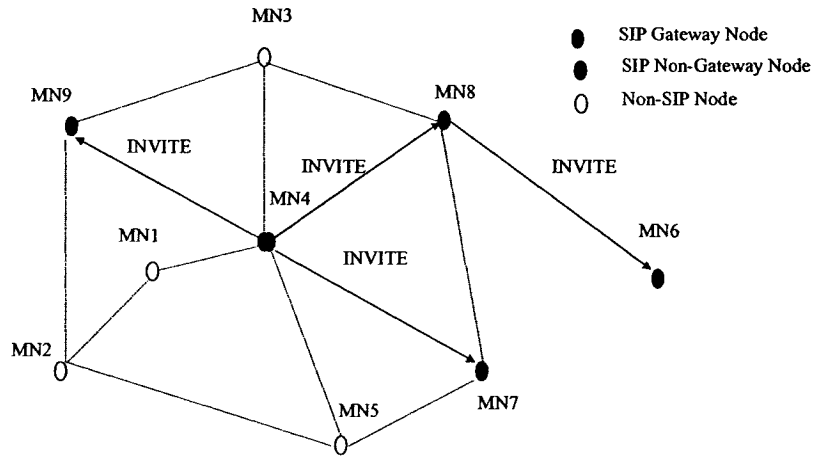 MN3
SIP Gateway Node
SIP Non-Gateway Node
Non-SIP Node
MN9
MN8
INVITE
INVITE
INVITE
MN4
MN1
MN6
INVITE
MN2
MN5
MN7